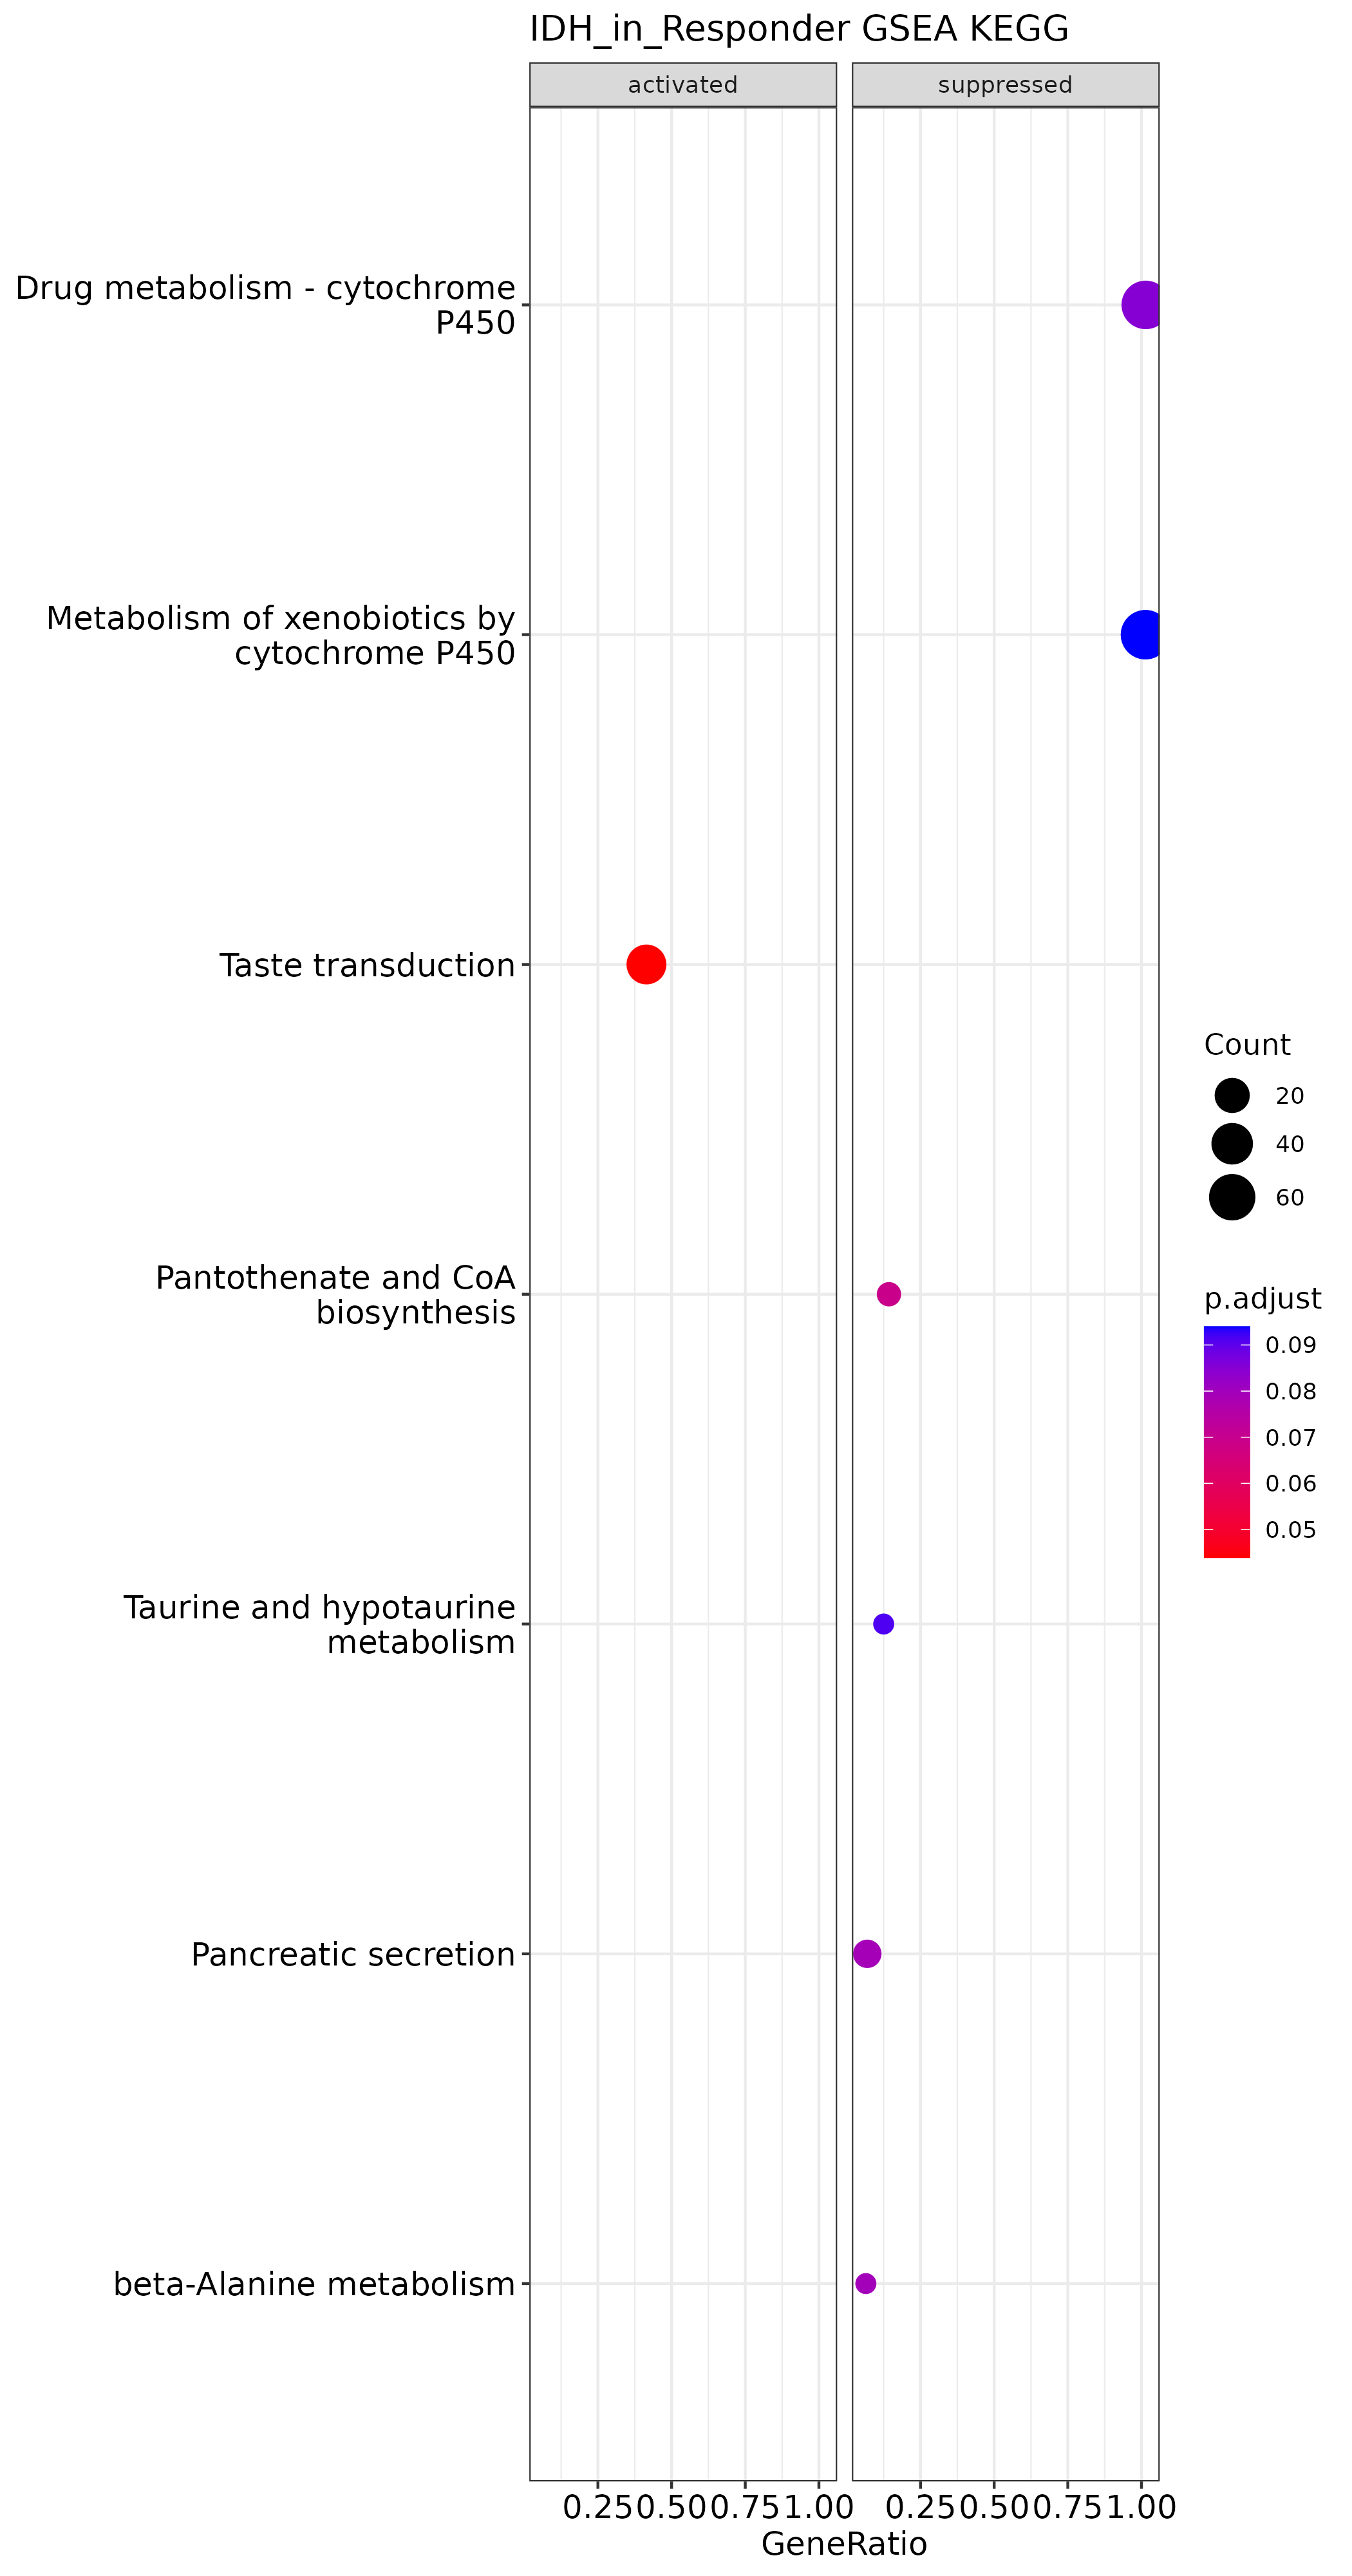 IDH_in_Responder GSEA KEGG
activated
suppressed
Drug metabolism - cytochrome
P450
Metabolism of xenobiotics by
cytochrome P450
Taste transduction
Pantothenate and CoA
biosynthesis
Taurine and hypotaurine
metabolism
Pancreatic secretion
beta-Alanine metabolism
0.25 0.50 0.75 1.00
0.25 0.50 0.75 1.00
GeneRatio
Count
20
40
60
p.adjust
0.09
0.08
0.07
0.06
0.05